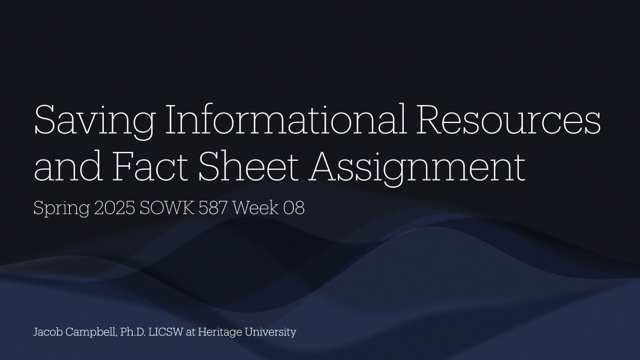 Saving Informational Resources
and Fact Sheet Assignment
Spring 2025 SOWK 587 Week 08
Jacob Campbell, Ph.D. LICSW at Heritage University